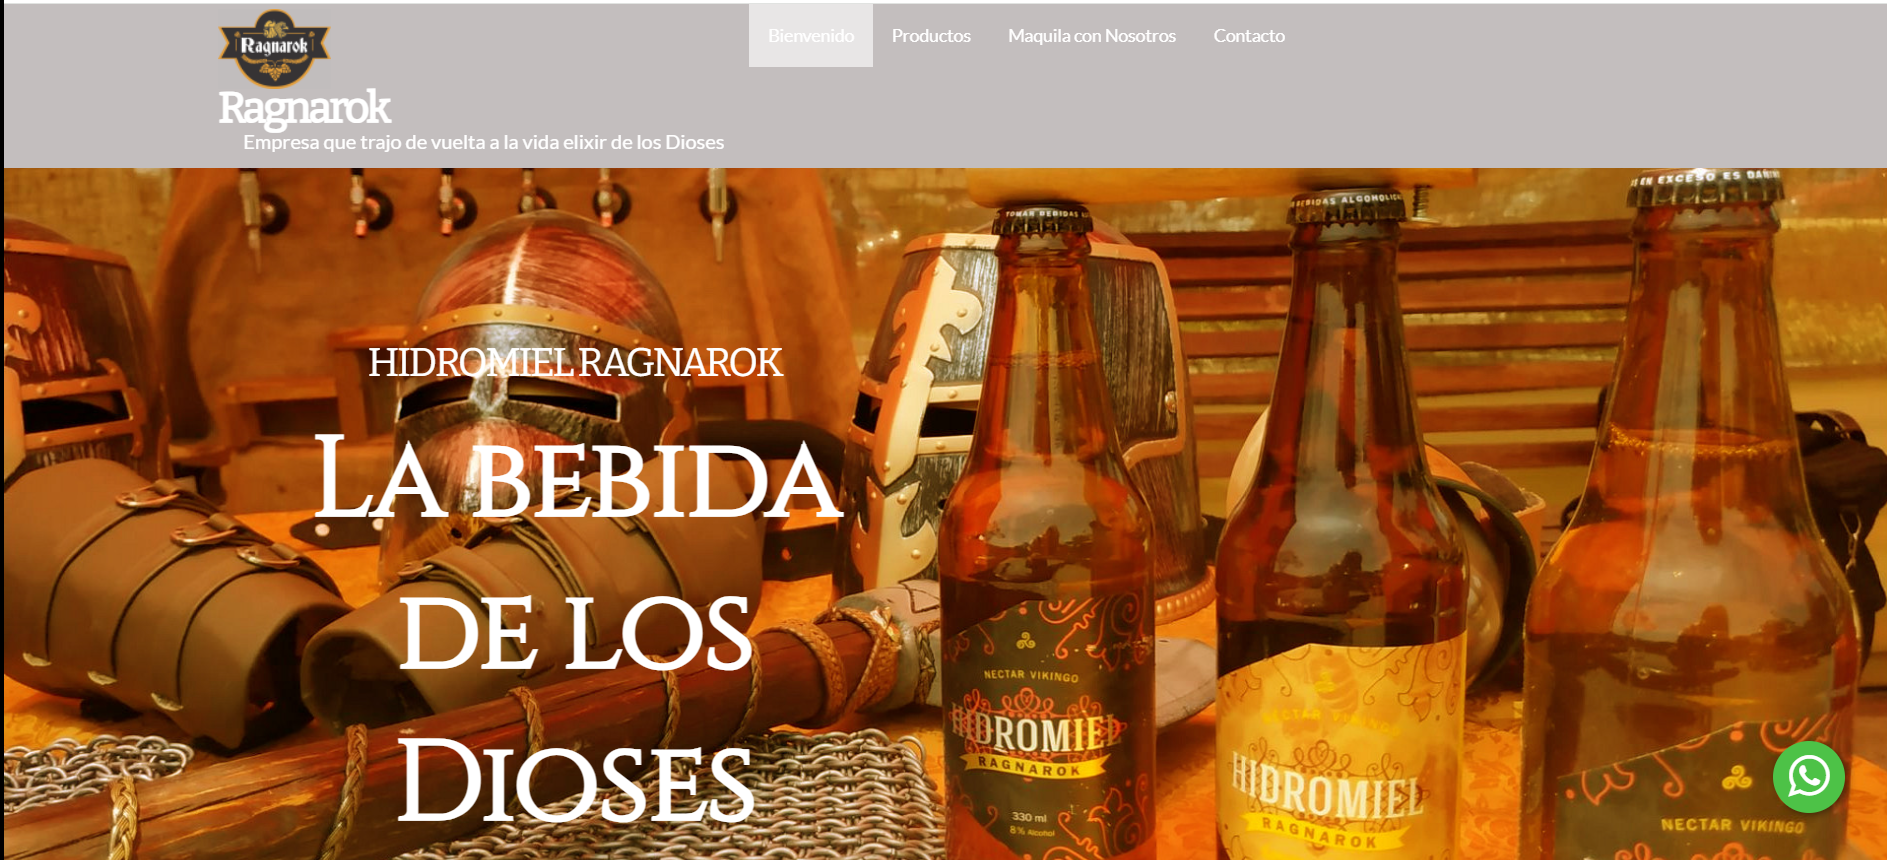 Ragnarok
Ragnarok
Empresa que trajo de vuelta a la vida elixir de los Dioses
Bienvenido
Productos
Maquila con Nosotros
Contacto
HIDROMIEL RAGNAROK
La bebida
de los
Dioses
TOMAR BEBIDAS
BEBIDAS ALCOHOLIC
EN EXCESO ES DAÑIN
NECTAR VIKINGO
HIDROMIEL
RAGNAROK
330 ml
8% Alcohol
NECTAR VIKINGO
HIDROMIEL
RAGNAROK
NECTAR VIKINGO